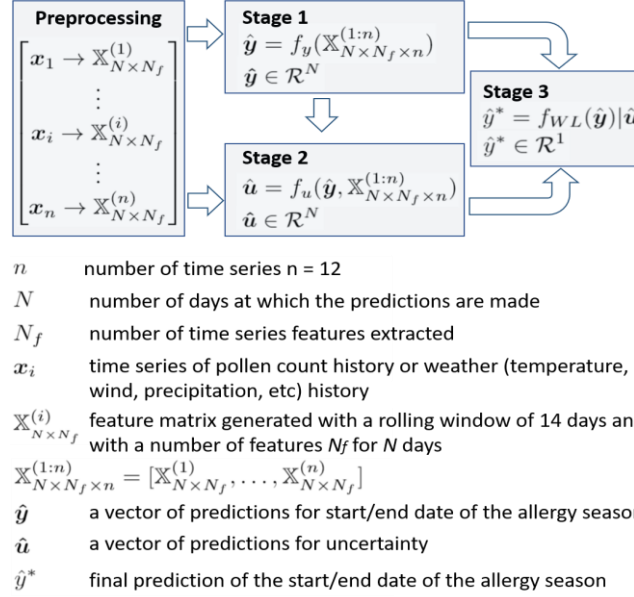 Preprocessing
x₁ → 𝕏⁽¹⁾_{N×N_f}
⋮
x_i → 𝕏⁽ⁱ⁾_{N×N_f}
⋮
x_n → 𝕏⁽ⁿ⁾_{N×N_f}
Stage 1
ŷ = f_y(𝕏^{(1:n)}_{N×N_f×n})
ŷ ∈ ℛ^N
Stage 2
û = f_u(ŷ, 𝕏^{(1:n)}_{N×N_f×n})
û ∈ ℛ^N
Stage 3
ŷ* = f_{WL}(ŷ)|û
ŷ* ∈ ℛ¹
n number of time series n = 12
N number of days at which the predictions are made
N_f number of time series features extracted
x_i time series of pollen count history or weather (temperature,
wind, precipitation, etc) history
𝕏⁽ⁱ⁾_{N×N_f} feature matrix generated with a rolling window of 14 days an
with a number of features Nf for N days
𝕏^{(1:n)}_{N×N_f×n} = [𝕏⁽¹⁾_{N×N_f}, . . . , 𝕏⁽ⁿ⁾_{N×N_f}]
ŷ a vector of predictions for start/end date of the allergy seaso
û a vector of predictions for uncertainty
ŷ* final prediction of the start/end date of the allergy season